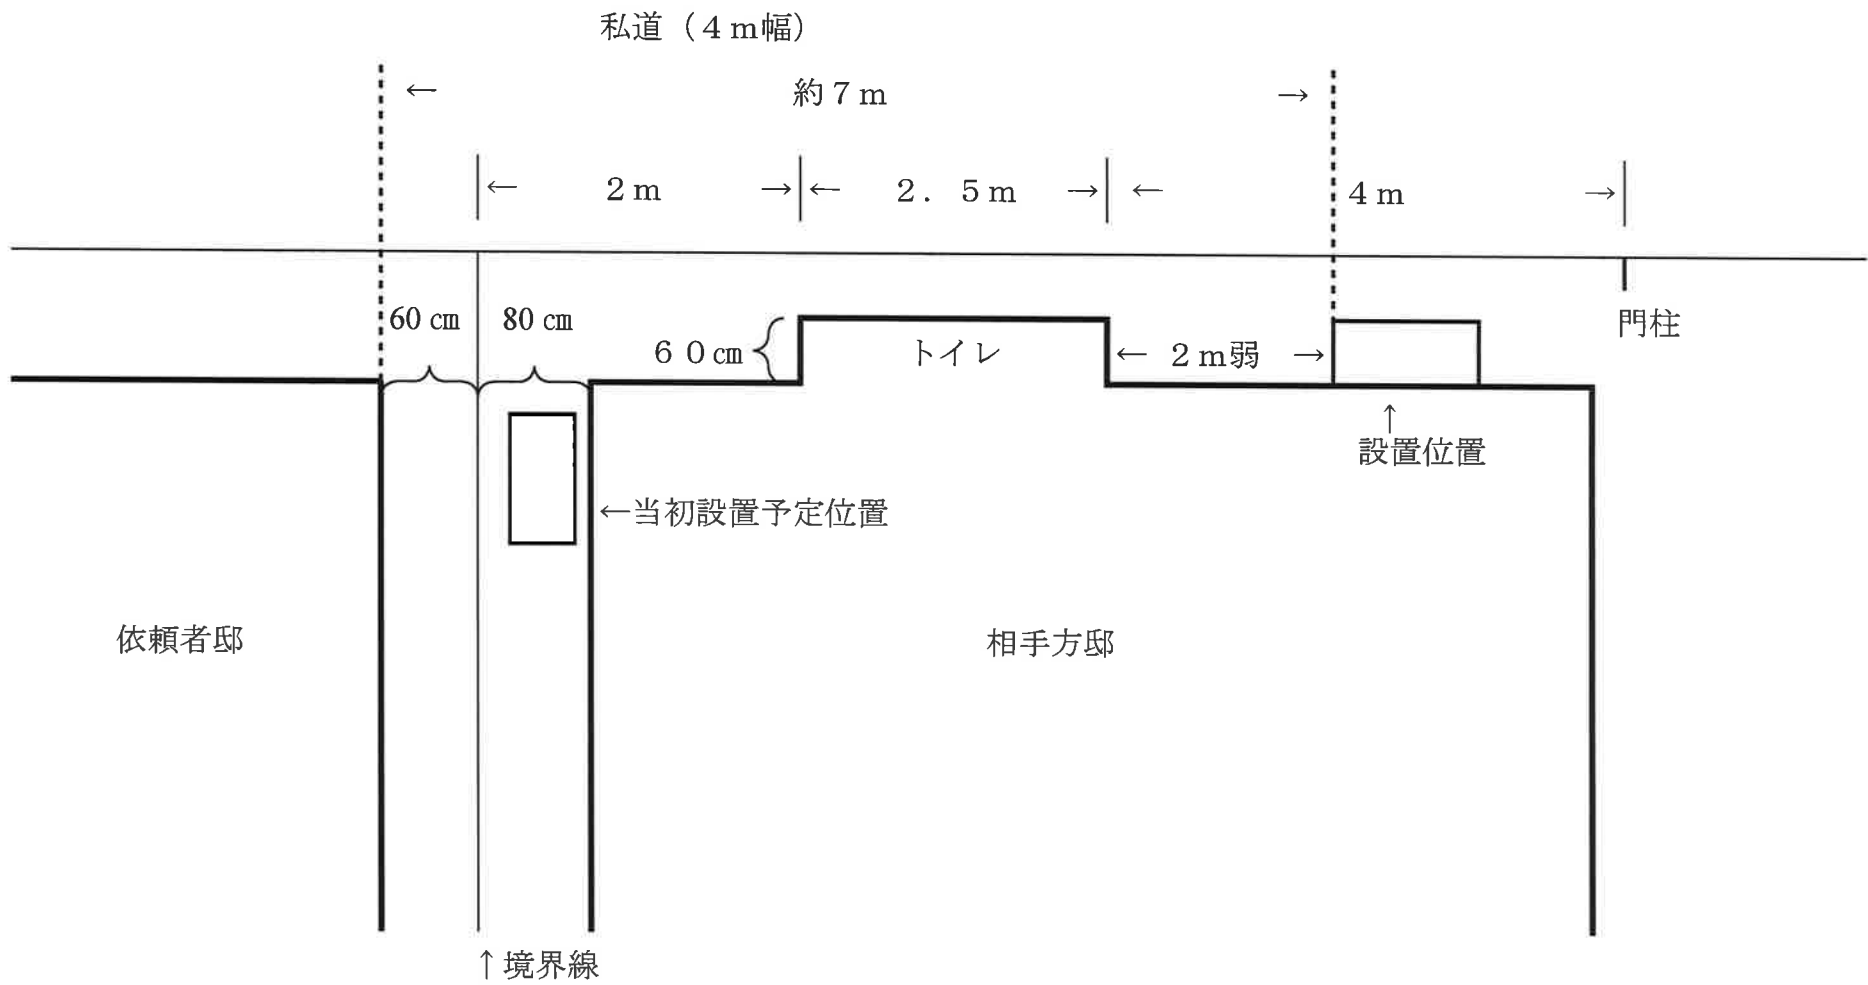 私道（４ｍ幅）
← 約７ｍ →
← ２ｍ → ← ２．５ｍ → ← ４ｍ →
60 ㎝ 80 ㎝
６０㎝ トイレ ← ２ｍ弱 → 門柱
↑
設置位置
←当初設置予定位置
依頼者邸 相手方邸
↑境界線